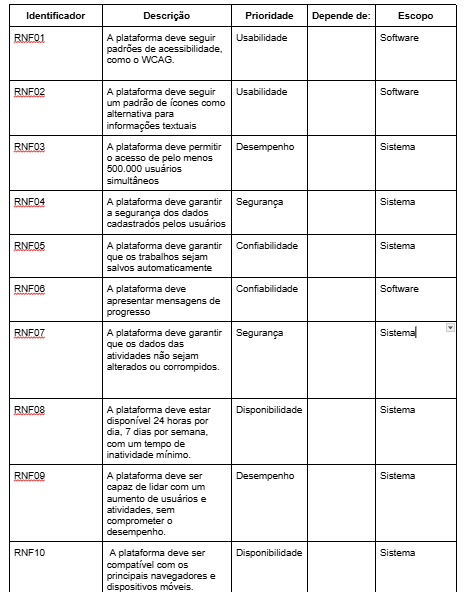 Identificador Descrição Prioridade Depende de: Escopo
RNF01 A plataforma deve seguir Usabilidade Software
padrões de acessibilidade,
como o WCAG.
RNF02 A plataforma deve seguir Usabilidade Software
um padrão de ícones como
alternativa para
informações textuais
RNF03 A plataforma deve permitir Desempenho Sistema
o acesso de pelo menos
500.000 usuários
simultâneos
RNF04 A plataforma deve garantir Segurança Sistema
a segurança dos dados
cadastrados pelos usuários
RNF05 A plataforma deve garantir Confiabilidade Sistema
que os trabalhos sejam
salvos automaticamente
RNF06 A plataforma deve Confiabilidade Software
apresentar mensagens de
progresso
RNF07 A plataforma deve garantir Segurança Sistema
que os dados das
atividades não sejam
alterados ou corrompidos.
RNF08 A plataforma deve estar Disponibilidade Sistema
disponível 24 horas por
dia, 7 dias por semana,
com um tempo de
inatividade mínimo.
RNF09 A plataforma deve ser Desempenho Sistema
capaz de lidar com um
aumento de usuários e
atividades, sem
comprometer o
desempenho.
RNF10 A plataforma deve ser Disponibilidade Sistema
compatível com os
principais navegadores e
dispositivos móveis.